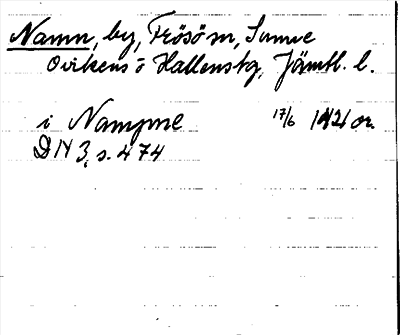 Namn, by, Frösö sn, Sunne
Ovikens o Hallens tg, Jämtl. l.
i Nampne 17/6 1421 or.
DN 3, s. 474